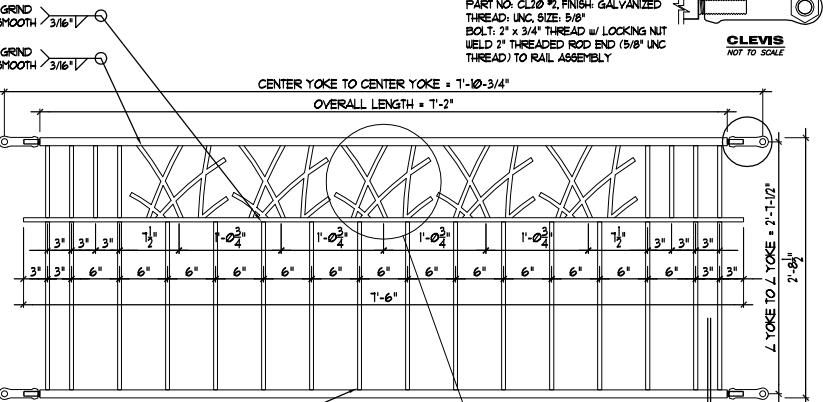 GRIND
SMOOTH 3/16"
GRIND
SMOOTH 3/16"
PART NO: CL20 #2, FINISH: GALVANIZED
THREAD: UNC, SIZE: 5/8"
BOLT: 2" x 3/4" THREAD w/ LOCKING NUT
WELD 2" THREADED ROD END (5/8" UNC
THREAD) TO RAIL ASSEMBLY
CLEVIS
NOT TO SCALE
CENTER YOKE TO CENTER YOKE = 7'-10-3/4"
OVERALL LENGTH = 7'-2"
3" 3" 3" 7 1/2" 1'-0 3/4" 1'-0 3/4" 1'-0 3/4" 1'-0 3/4" 7 1/2" 3" 3" 3"
3" 3" 6" 6" 6" 6" 6" 6" 6" 6" 6" 6" 6" 6" 6" 3" 3"
7'-6"
∠ YOKE TO ∠ YOKE = 2'-7-1/2"
2'-8 1/2"